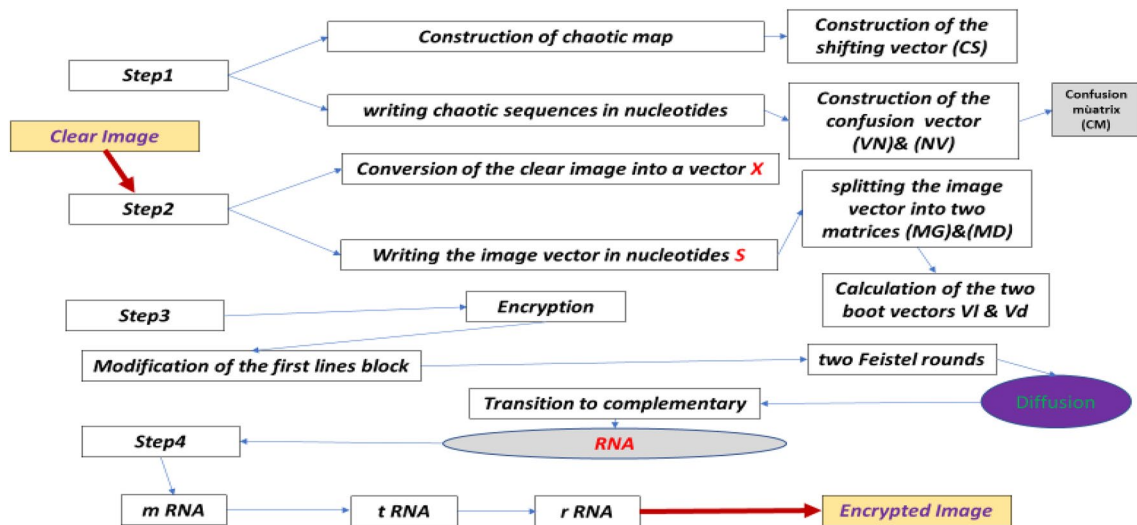 Construction of chaotic map
Construction of the
shifting vector (CS)
Step1
writing chaotic sequences in nucleotides
Construction of the
confusion vector
(VN)& (NV)
Confusion
mùatrix
(CM)
Clear Image
Conversion of the clear image into a vector X
Step2
splitting the image
vector into two
matrices (MG)&(MD)
Writing the image vector in nucleotides S
Calculation of the two
boot vectors Vl & Vd
Step3
Encryption
Modification of the first lines block
two Feistel rounds
Diffusion
Transition to complementary
RNA
Step4
m RNA
t RNA
r RNA
Encrypted Image